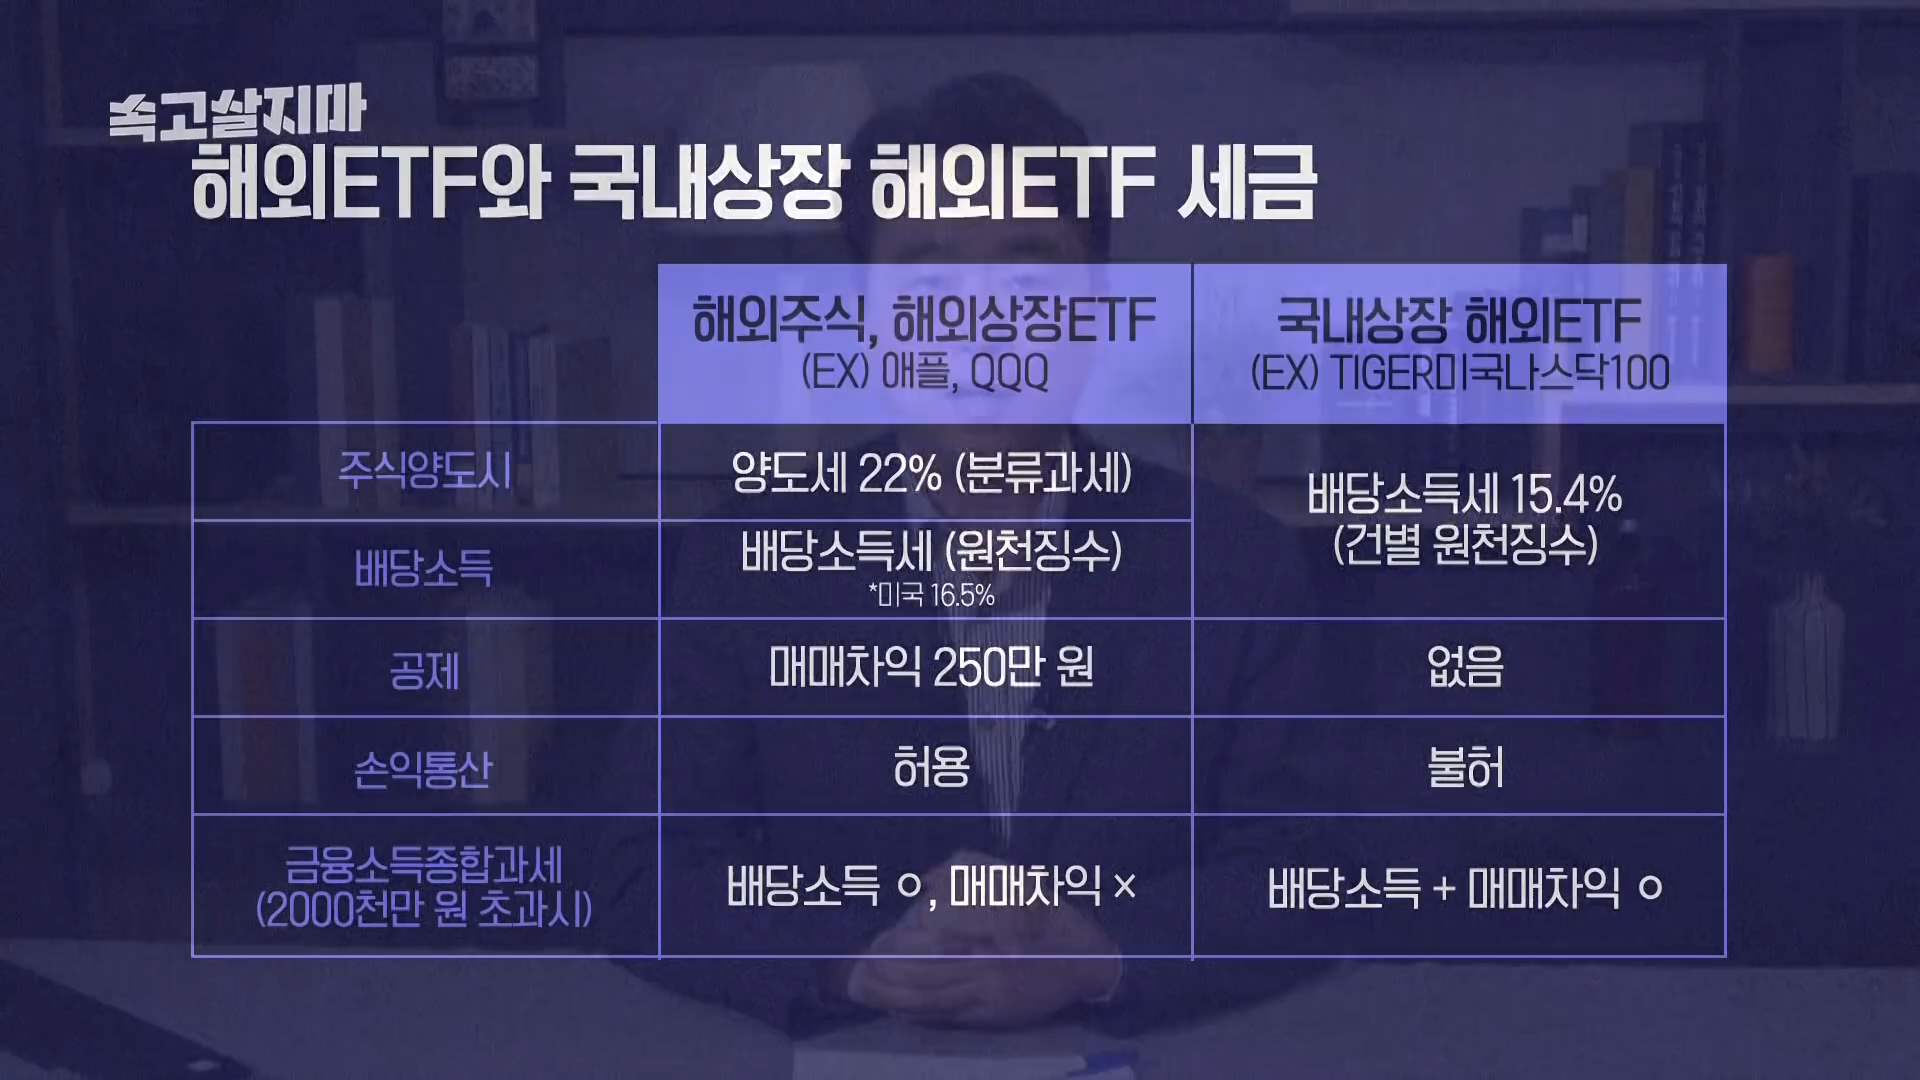 속고살지마
해외ETF와 국내상장 해외ETF 세금
해외주식, 해외상장ETF
(EX) 애플, QQQ
국내상장 해외ETF
(EX) TIGER미국나스닥100
주식양도시
양도세 22% (분류과세)
배당소득세 15.4%
(건별 원천징수)
배당소득
배당소득세 (원천징수)
*미국 16.5%
공제
매매차익 250만 원
없음
손익통산
허용
불허
금융소득종합과세
(2000천만 원 초과시)
배당소득 ㅇ, 매매차익 ×
배당소득 + 매매차익 ㅇ